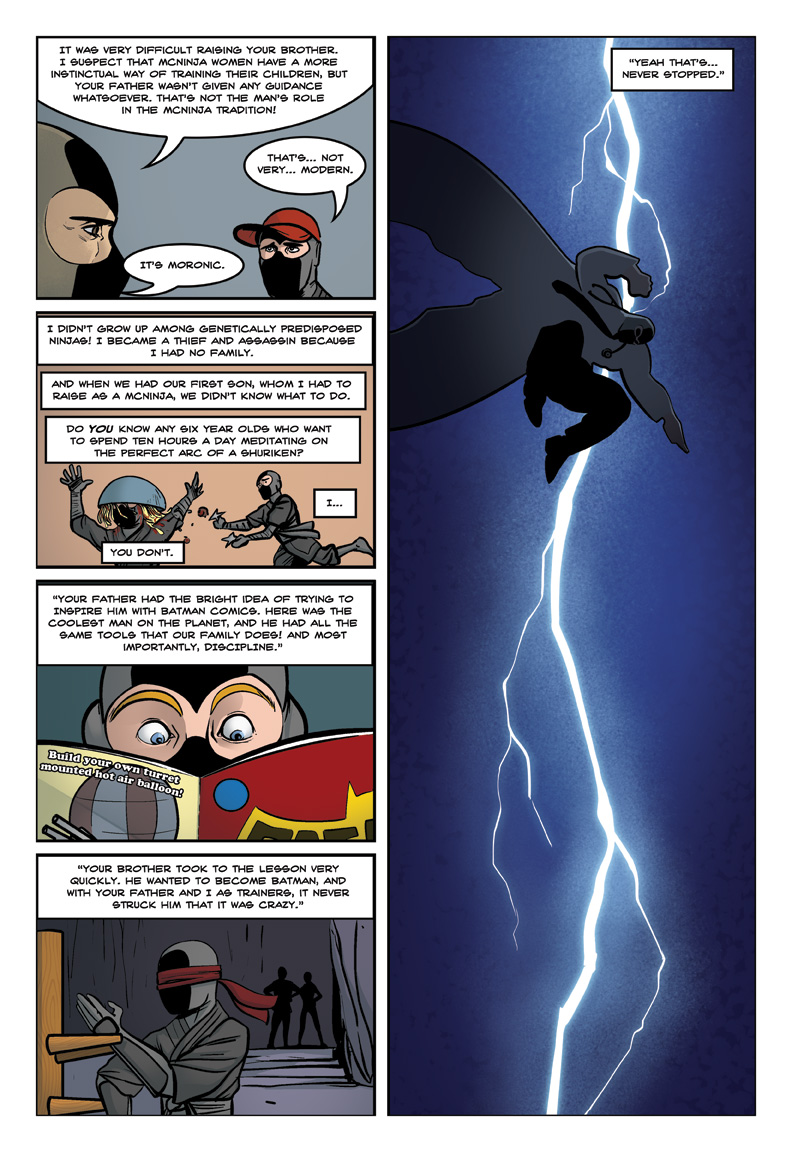 IT WAS VERY DIFFICULT RAISING YOUR BROTHER.
I SUSPECT THAT MCNINJA WOMEN HAVE A MORE
INSTINCTUAL WAY OF TRAINING THEIR CHILDREN, BUT
YOUR FATHER WASN'T GIVEN ANY GUIDANCE
WHATSOEVER. THAT'S NOT THE MAN'S ROLE
IN THE MCNINJA TRADITION!
THAT'S... NOT
VERY... MODERN.
IT'S MORONIC.
I DIDN'T GROW UP AMONG GENETICALLY PREDISPOSED
NINJAS! I BECAME A THIEF AND ASSASSIN BECAUSE
I HAD NO FAMILY.
AND WHEN WE HAD OUR FIRST SON, WHOM I HAD TO
RAISE AS A MCNINJA, WE DIDN'T KNOW WHAT TO DO.
DO YOU KNOW ANY SIX YEAR OLDS WHO WANT
TO SPEND TEN HOURS A DAY MEDITATING ON
THE PERFECT ARC OF A SHURIKEN?
I...
YOU DON'T.
"YOUR FATHER HAD THE BRIGHT IDEA OF TRYING TO
INSPIRE HIM WITH BATMAN COMICS. HERE WAS THE
COOLEST MAN ON THE PLANET, AND HE HAD ALL THE
SAME TOOLS THAT OUR FAMILY DOES! AND MOST
IMPORTANTLY, DISCIPLINE."
Build your own turret
mounted hot air balloon!
"YOUR BROTHER TOOK TO THE LESSON VERY
QUICKLY. HE WANTED TO BECOME BATMAN, AND
WITH YOUR FATHER AND I AS TRAINERS, IT NEVER
STRUCK HIM THAT IT WAS CRAZY."
"YEAH THAT'S...
NEVER STOPPED."